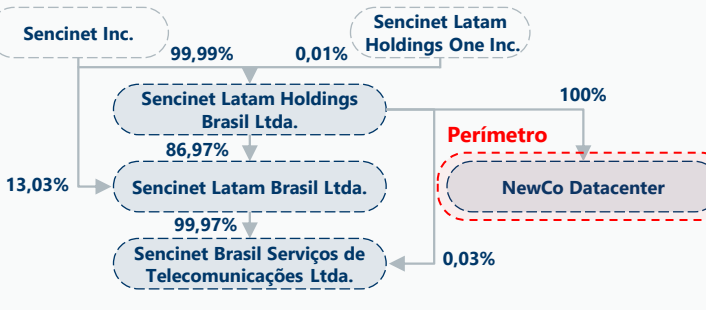 Sencinet Inc.
Sencinet Latam
Holdings One Inc.
99,99%
0,01%
Sencinet Latam Holdings
Brasil Ltda.
100%
Perímetro
86,97%
13,03%
Sencinet Latam Brasil Ltda.
NewCo Datacenter
99,97%
Sencinet Brasil Serviços de
Telecomunicações Ltda.
0,03%